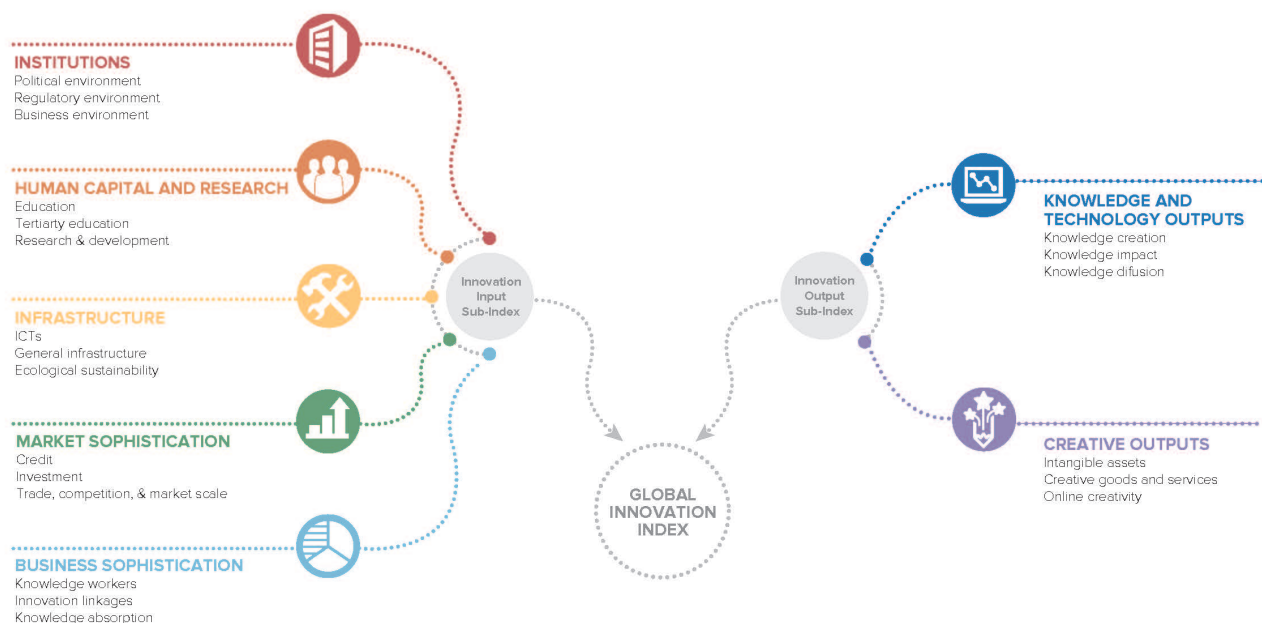 INSTITUTIONS
Political environment
Regulatory environment
Business environment
HUMAN CAPITAL AND RESEARCH
Education
Tertiarty education
Research & development
INFRASTRUCTURE
ICTs
General infrastructure
Ecological sustainability
MARKET SOPHISTICATION
Credit
Investment
Trade, competition, & market scale
BUSINESS SOPHISTICATION
Knowledge workers
Innovation linkages
Knowledge absorption
Innovation
Input
Sub-Index
GLOBAL
INNOVATION
INDEX
Innovation
Output
Sub-Index
KNOWLEDGE AND
TECHNOLOGY OUTPUTS
Knowledge creation
Knowledge impact
Knowledge difusion
CREATIVE OUTPUTS
Intangible assets
Creative goods and services
Online creativity